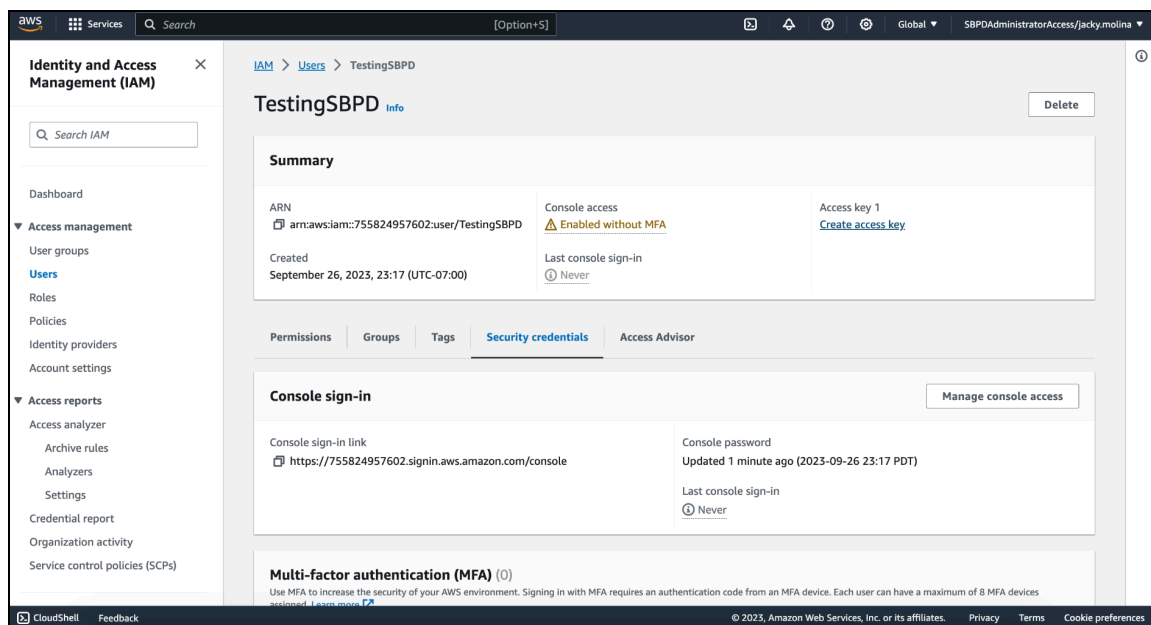 aws Services Search [Option+S] Global ▼ SBPDAdministratorAccess/jacky.molina ▼
Identity and Access
Management (IAM)
Search IAM
Dashboard
Access management
User groups
Users
Roles
Policies
Identity providers
Account settings
Access reports
Access analyzer
Archive rules
Analyzers
Settings
Credential report
Organization activity
Service control policies (SCPs)
IAM > Users > TestingSBPD
TestingSBPD Info
Delete
Summary
ARN
arn:aws:iam::755824957602:user/TestingSBPD
Console access
Enabled without MFA
Access key 1
Create access key
Created
September 26, 2023, 23:17 (UTC-07:00)
Last console sign-in
Never
Permissions Groups Tags Security credentials Access Advisor
Console sign-in
Manage console access
Console sign-in link
https://755824957602.signin.aws.amazon.com/console
Console password
Updated 1 minute ago (2023-09-26 23:17 PDT)
Last console sign-in
Never
Multi-factor authentication (MFA) (0)
Use MFA to increase the security of your AWS environment. Signing in with MFA requires an authentication code from an MFA device. Each user can have a maximum of 8 MFA devices
assigned. Learn more
CloudShell Feedback © 2023, Amazon Web Services, Inc. or its affiliates. Privacy Terms Cookie preferences